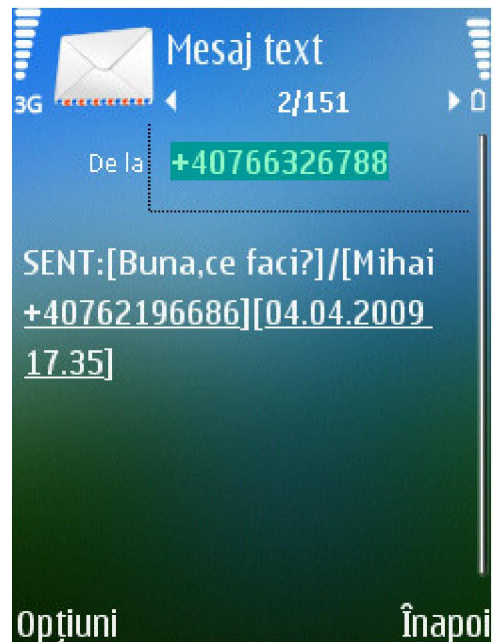 Mesaj text
3G
2/151
De la
+40766326788
SENT:[Buna,ce faci?]/[Mihai
+40762196686][04.04.2009
17.35]
Opțiuni
Înapoi